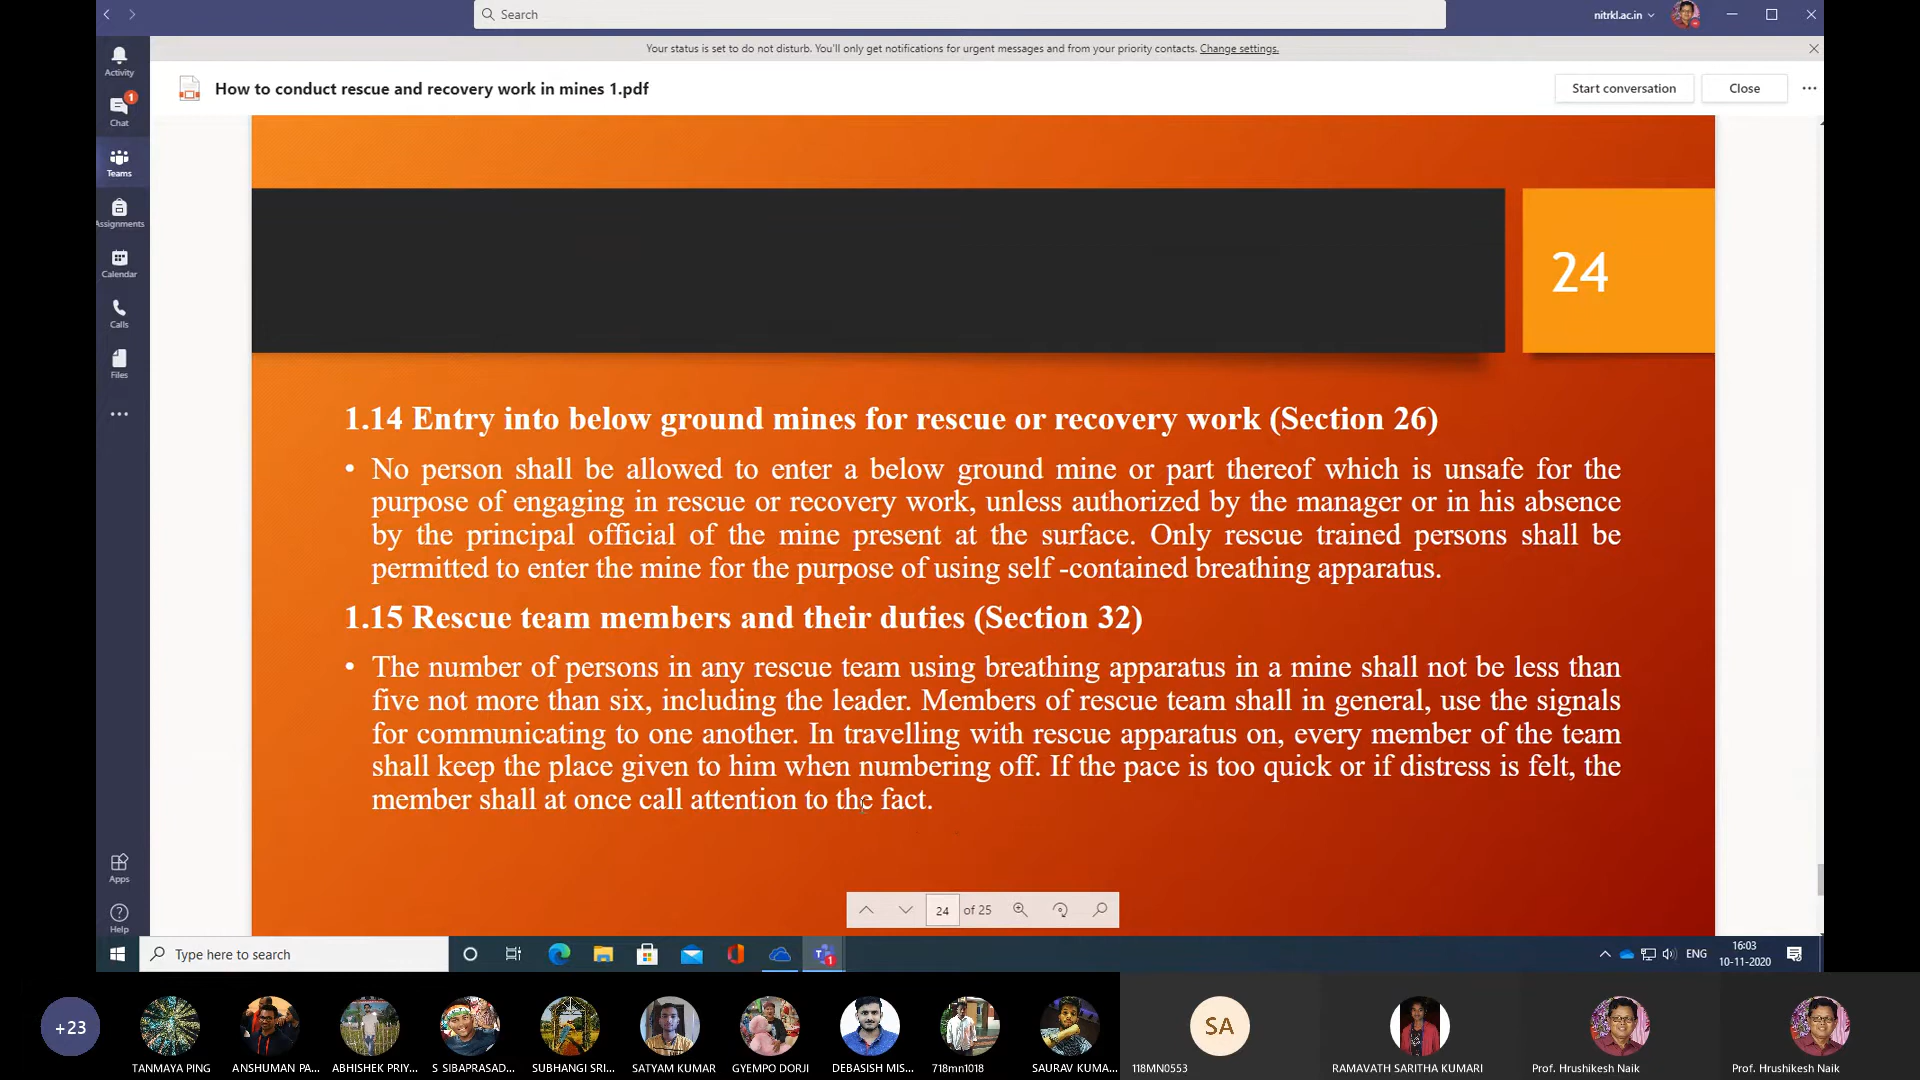 Search
nitrkl.ac.in
Your status is set to do not disturb. You'll only get notifications for urgent messages and from your priority contacts. Change settings.
Activity
How to conduct rescue and recovery work in mines 1.pdf
Start conversation
Close
1
Chat
Teams
Assignments
Calendar
Calls
Files
24
1.14 Entry into below ground mines for rescue or recovery work (Section 26)
• No person shall be allowed to enter a below ground mine or part thereof which is unsafe for the
purpose of engaging in rescue or recovery work, unless authorized by the manager or in his absence
by the principal official of the mine present at the surface. Only rescue trained persons shall be
permitted to enter the mine for the purpose of using self -contained breathing apparatus.
1.15 Rescue team members and their duties (Section 32)
• The number of persons in any rescue team using breathing apparatus in a mine shall not be less than
five not more than six, including the leader. Members of rescue team shall in general, use the signals
for communicating to one another. In travelling with rescue apparatus on, every member of the team
shall keep the place given to him when numbering off. If the pace is too quick or if distress is felt, the
member shall at once call attention to the fact.
Apps
Help
24 of 25
Type here to search
1
ENG
16:03
10-11-2020
+23
SA
TANMAYA PING
ANSHUMAN PA...
ABHISHEK PRIY...
S SIBAPRASAD...
SUBHANGI SRI...
SATYAM KUMAR
GYEMPO DORJI
DEBASISH MIS...
718mn1018
SAURAV KUMA...
118MN0553
RAMAVATH SARITHA KUMARI
Prof. Hrushikesh Naik
Prof. Hrushikesh Naik